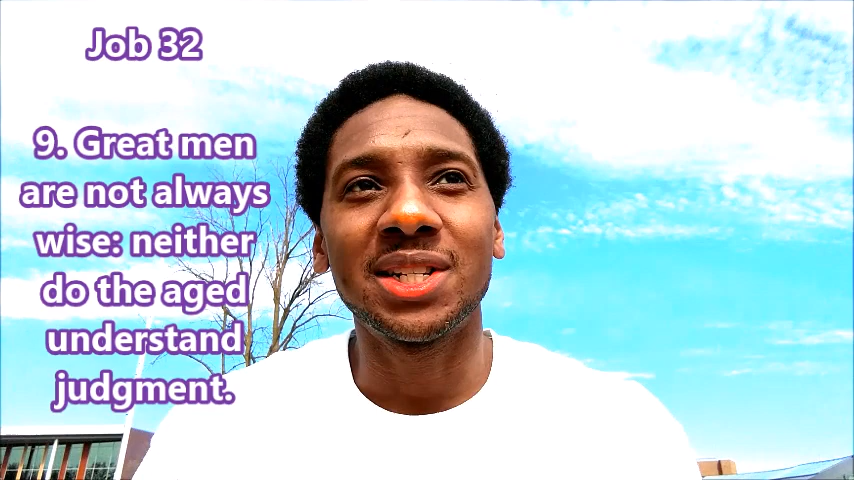 Job 32
9. Great men
are not always
wise: neither
do the aged
understand
judgment.